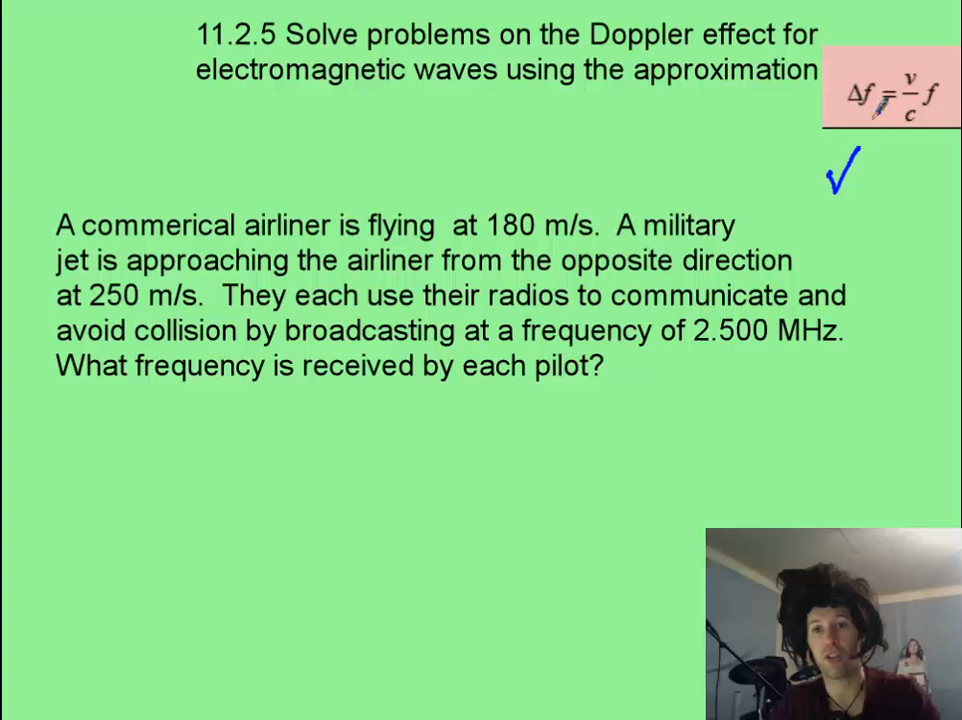 11.2.5 Solve problems on the Doppler effect for
electromagnetic waves using the approximation
Δf = v/c f
A commerical airliner is flying at 180 m/s. A military
jet is approaching the airliner from the opposite direction
at 250 m/s. They each use their radios to communicate and
avoid collision by broadcasting at a frequency of 2.500 MHz.
What frequency is received by each pilot?